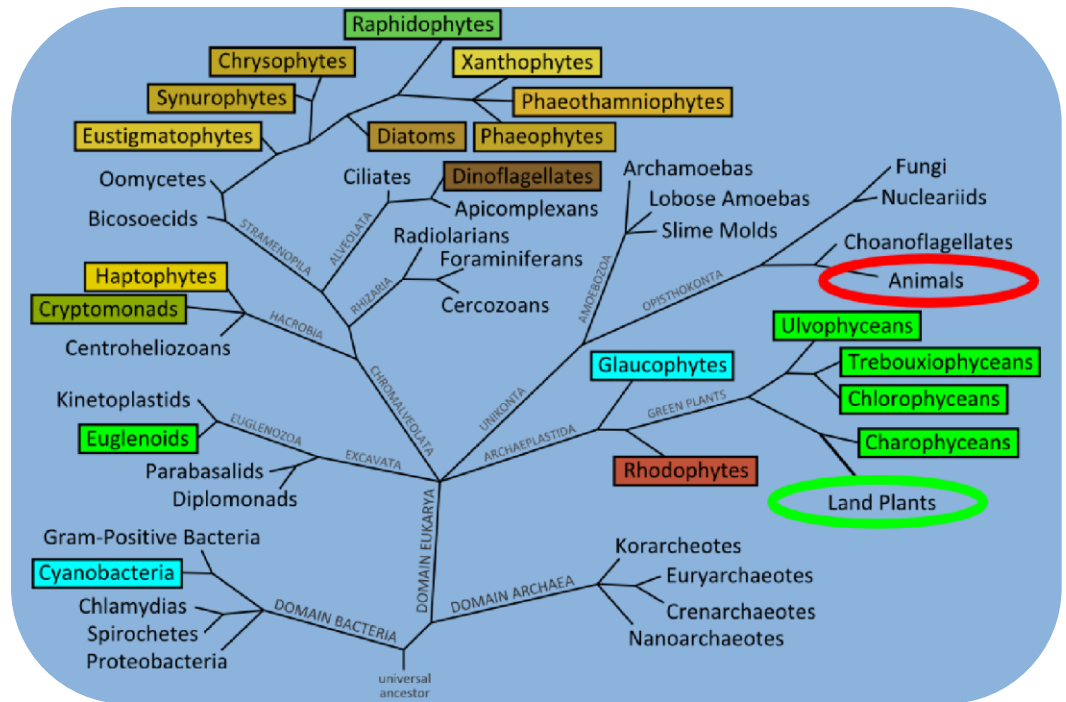 Raphidophytes
Chrysophytes
Xanthophytes
Synurophytes
Phaeothamniophytes
Eustigmatophytes
Diatoms
Phaeophytes
Oomycetes
Ciliates
Dinoflagellates
Archamoebas
Fungi
Bicosoecids
Apicomplexans
Lobose Amoebas
Nucleariids
STRAMENOPILA
ALVEOLATA
Radiolarians
Slime Molds
Choanoflagellates
Foraminiferans
Haptophytes
RHIZARIA
AMOEBOZOA
OPISTHOKONTA
Animals
Cryptomonads
HACROBIA
Cercozoans
Ulvophyceans
Centroheliozoans
Glaucophytes
Trebouxiophyceans
Kinetoplastids
CHROMALVEOLATA
UNIKONTA
GREEN PLANTS
Chlorophyceans
Euglenoids
EUGLENOZOA
EXCAVATA
ARCHAEPLASTIDA
Charophyceans
Parabasalids
Rhodophytes
Diplomonads
Land Plants
Gram-Positive Bacteria
DOMAIN EUKARYA
Korarcheotes
Cyanobacteria
Euryarchaeotes
Chlamydias
DOMAIN BACTERIA
DOMAIN ARCHAEA
Crenarchaeotes
Spirochetes
Nanoarchaeotes
Proteobacteria
universal
ancestor